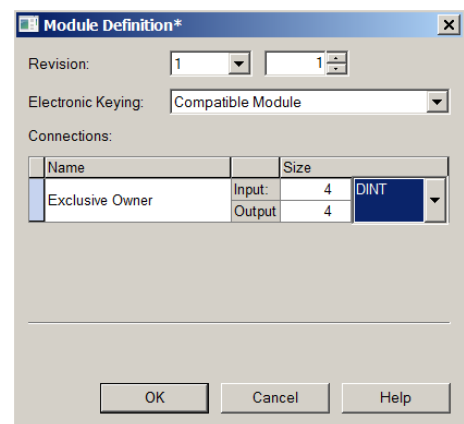 Module Definition*
Revision: 1 1
Electronic Keying: Compatible Module
Connections:
Name Size
Exclusive Owner Input: 4 DINT
Output 4
OK Cancel Help